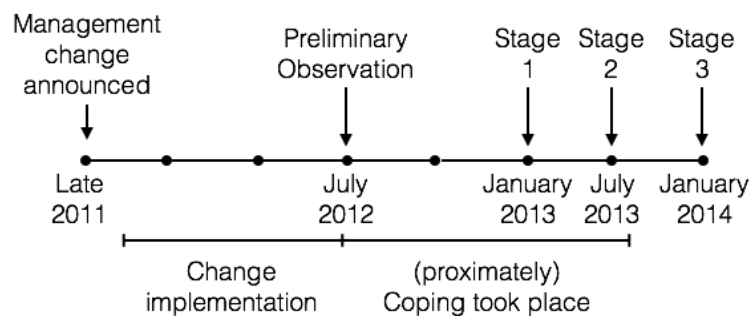 Management
change
announced
Preliminary
Observation
Stage
1
Stage
2
Stage
3
Late
2011
July
2012
January
2013
July
2013
January
2014
Change
implementation
(proximately)
Coping took place